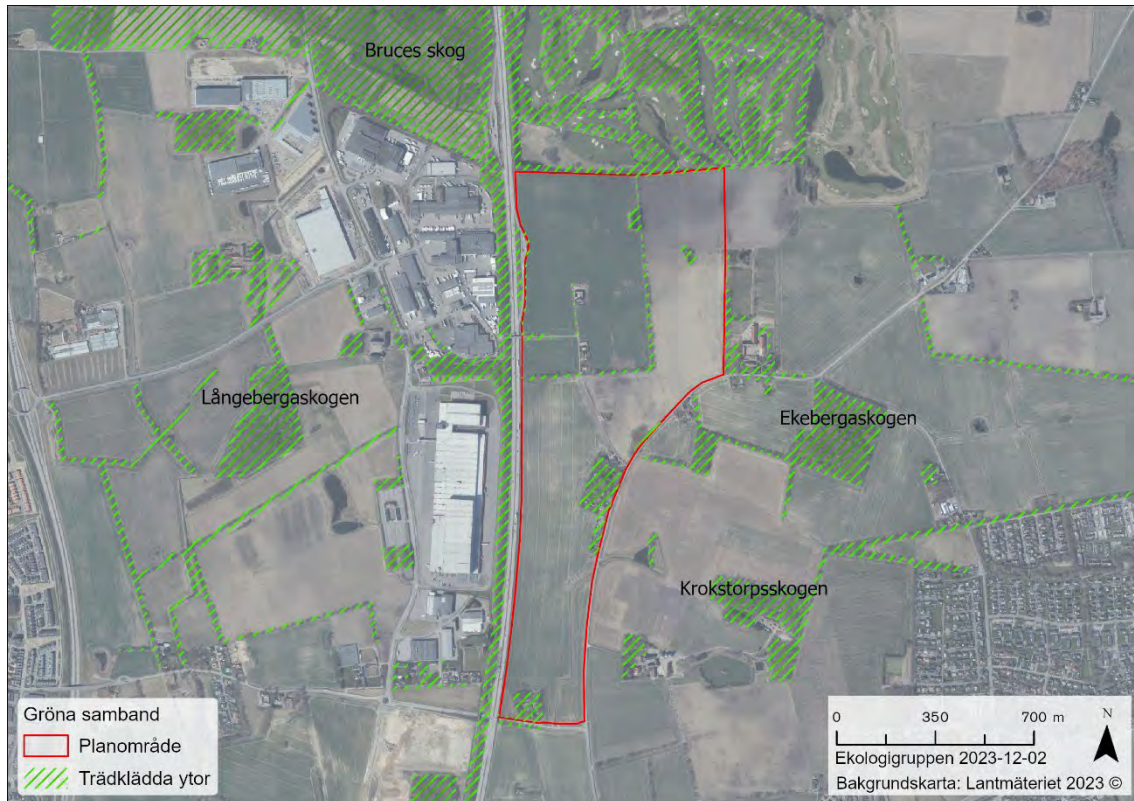 Bruces skog
Långebergaskogen
Ekebergaskogen
Krokstorpsskogen
Gröna samband
Planområde
Trädklädda ytor
0 350 700 m
N
Ekologigruppen 2023-12-02
Bakgrundskarta: Lantmäteriet 2023 ©